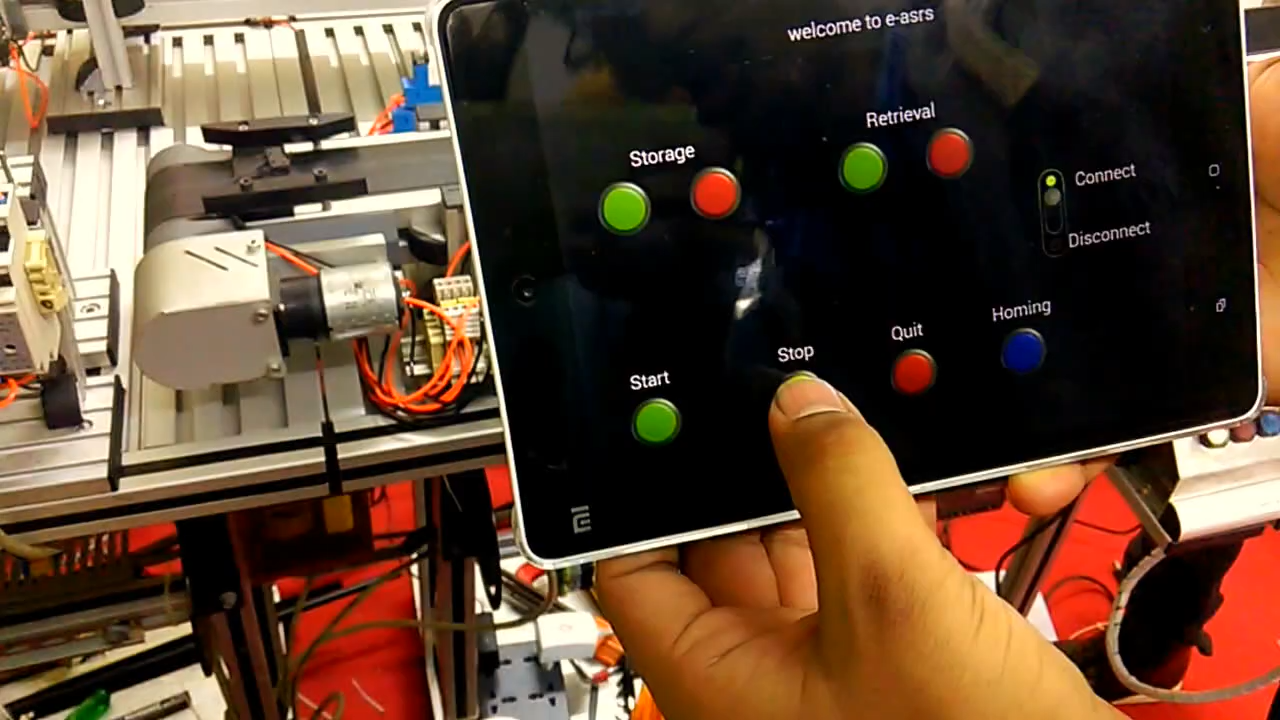 welcome to e-asrs
Storage
Retrieval
Connect
Disconnect
Start
Stop
Quit
Homing